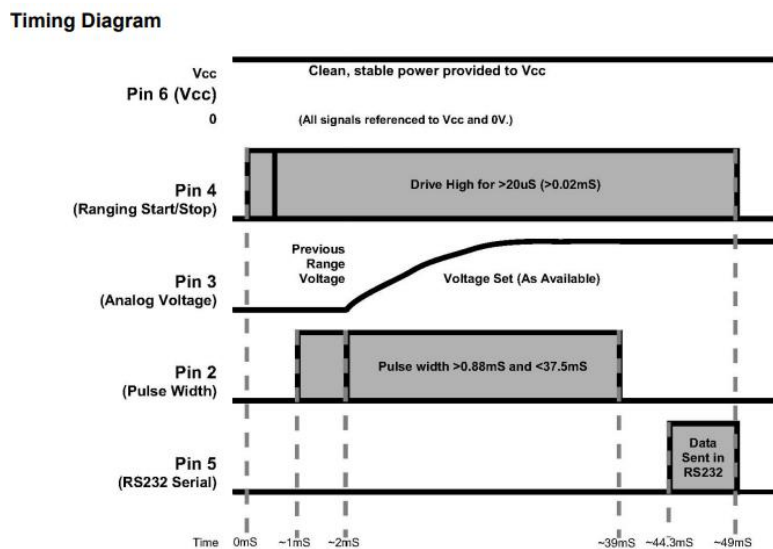 Timing Diagram
Vcc
Clean, stable power provided to Vcc
Pin 6 (Vcc)
0
(All signals referenced to Vcc and 0V.)
Drive High for >20uS (>0.02mS)
Pin 4
(Ranging Start/Stop)
Previous
Range
Voltage
Pin 3
(Analog Voltage)
Voltage Set (As Available)
Pin 2
(Pulse Width)
Pulse width >0.88mS and <37.5mS
Pin 5
(RS232 Serial)
Data
Sent in
RS232
Time 0mS ~1mS ~2mS ~39mS ~44.3mS ~49mS